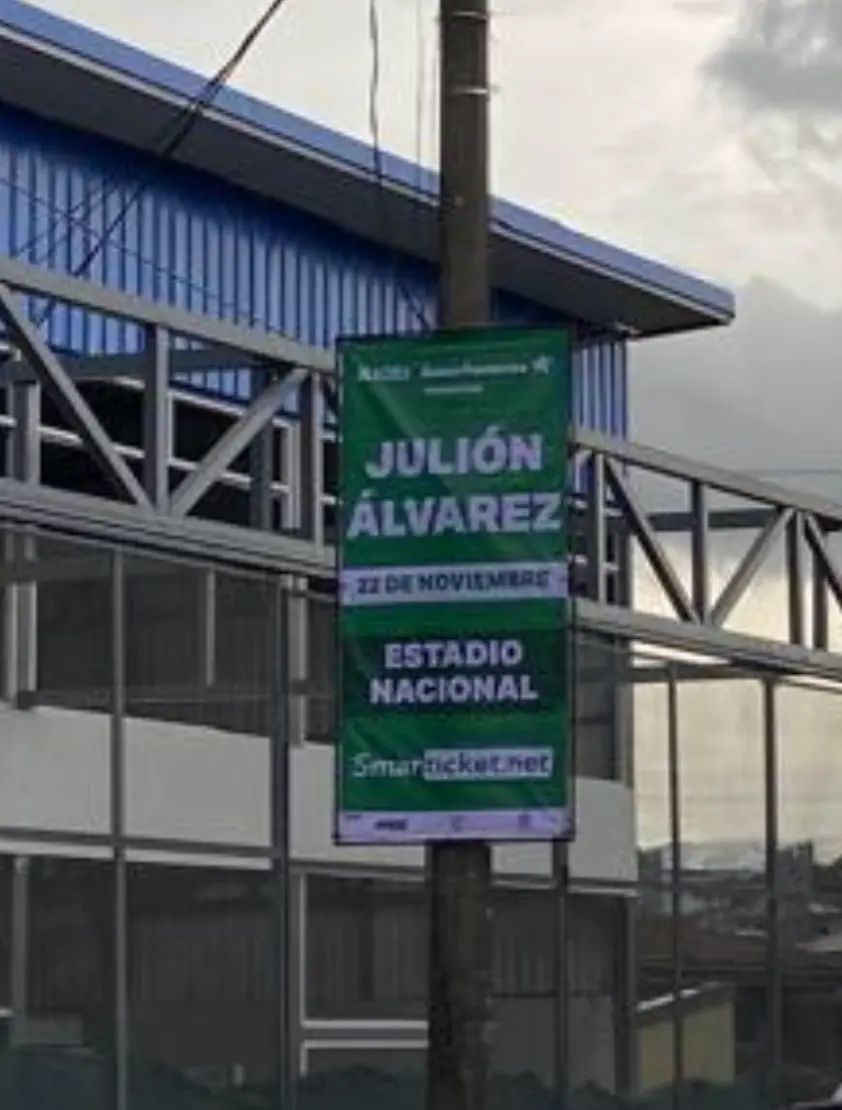 JULIÓN
ÁLVAREZ
22 DE NOVIEMBRE
ESTADIO
NACIONAL
Smarticket.net